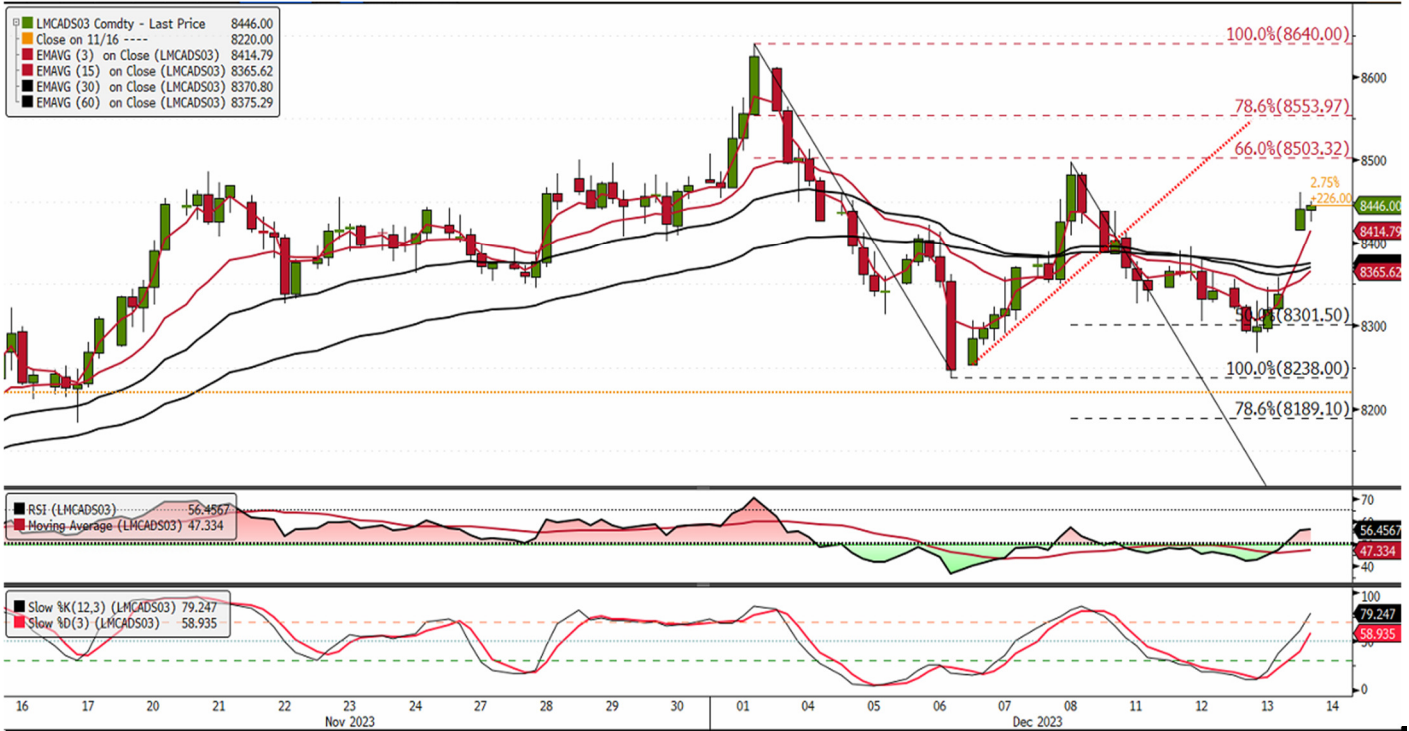 LMCADS03 Comdty - Last Price 8446.00
Close on 11/16 ---- 8220.00
EMAVG (3) on Close (LMCADS03) 8414.79
EMAVG (15) on Close (LMCADS03) 8365.62
EMAVG (30) on Close (LMCADS03) 8370.80
EMAVG (60) on Close (LMCADS03) 8375.29
100.0%(8640.00)
8600
78.6%(8553.97)
66.0%(8503.32)
8500
2.75%
+226.00
8446.00
8414.79
8400
8365.62
(8301.50)
8300
100.0%(8238.00)
78.6%(8189.10)
8200
RSI (LMCADS03) 56.4567
Moving Average (LMCADS03) 47.334
70
56.4567
47.334
40
Slow %K(12,3) (LMCADS03) 79.247
Slow %D(3) (LMCADS03) 58.935
100
79.247
58.935
50
0
16 17 20 21 22 23 24 27 28 29 30 01 04 05 06 07 08 11 12 13 14
Nov 2023 Dec 2023